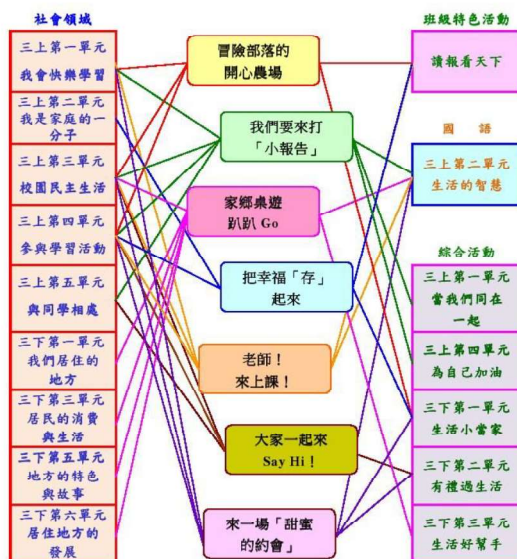 社會領域
三上第一單元
我會快樂學習
三上第二單元
我是家庭的一
分子
三上第三單元
校園民主生活
三上第四單元
參與學習活動
三上第五單元
與同學相處
三下第一單元
我們居住的
地方
三下第三單元
居民的消費
與生活
三下第五單元
地方的特色
與故事
三下第六單元
居住地方的
發展
冒險部落的
開心農場
我們要來打
「小報告」
家鄉桌遊
趴趴 Go
把幸福「存」
起來
老師！
來上課！
大家一起來
Say Hi！
來一場「甜蜜
的約會」
班級特色活動
讀報看天下
國 語
三上第二單元
生活的智慧
綜合活動
三上第一單元
當我們同在
一起
三上第四單元
為自己加油
三下第一單元
生活小當家
三下第二單元
有禮過生活
三下第三單元
生活好幫手